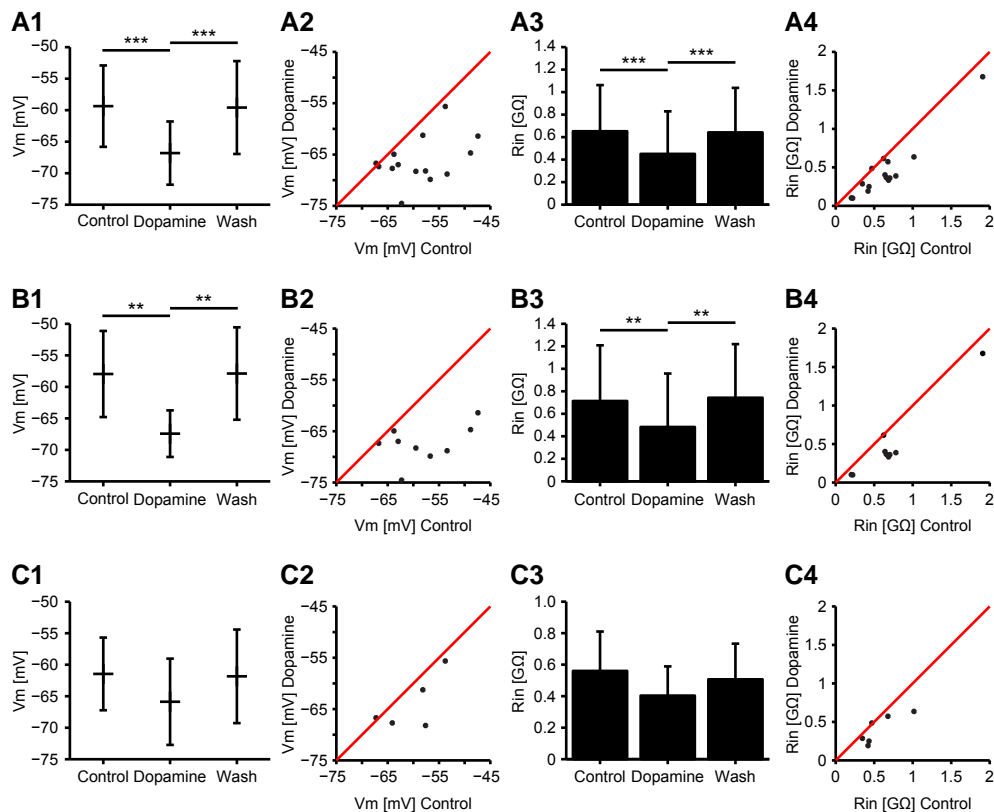 A1 A2 A3 A4
*** ***
Vm [mV]
−50
−55
−60
−65
−70
−75
Control Dopamine Wash
Vm [mV] Dopamine
−45
−55
−65
−75
−75 −65 −55 −45
Vm [mV] Control
*** ***
Rin [GΩ]
1.4
1.2
1
0.8
0.6
0.4
0.2
0
Control Dopamine Wash
Rin [GΩ] Dopamine
2
1.5
1
0.5
0
0 0.5 1 1.5 2
Rin [GΩ] Control
B1 B2 B3 B4
** **
Vm [mV]
−50
−55
−60
−65
−70
−75
Control Dopamine Wash
Vm [mV] Dopamine
−45
−55
−65
−75
−75 −65 −55 −45
Vm [mV] Control
** **
Rin [GΩ]
1.4
1.2
1
0.8
0.6
0.4
0.2
0
Control Dopamine Wash
Rin [GΩ] Dopamine
2
1.5
1
0.5
0
0 0.5 1 1.5 2
Rin [GΩ] Control
C1 C2 C3 C4
Vm [mV]
−50
−55
−60
−65
−70
−75
Control Dopamine Wash
Vm [mV] Dopamine
−45
−55
−65
−75
−75 −65 −55 −45
Vm [mV] Control
Rin [GΩ]
1.0
0.8
0.6
0.4
0.2
0
Control Dopamine Wash
Rin [GΩ] Dopamine
2
1.5
1
0.5
0
0 0.5 1 1.5 2
Rin [GΩ] Control